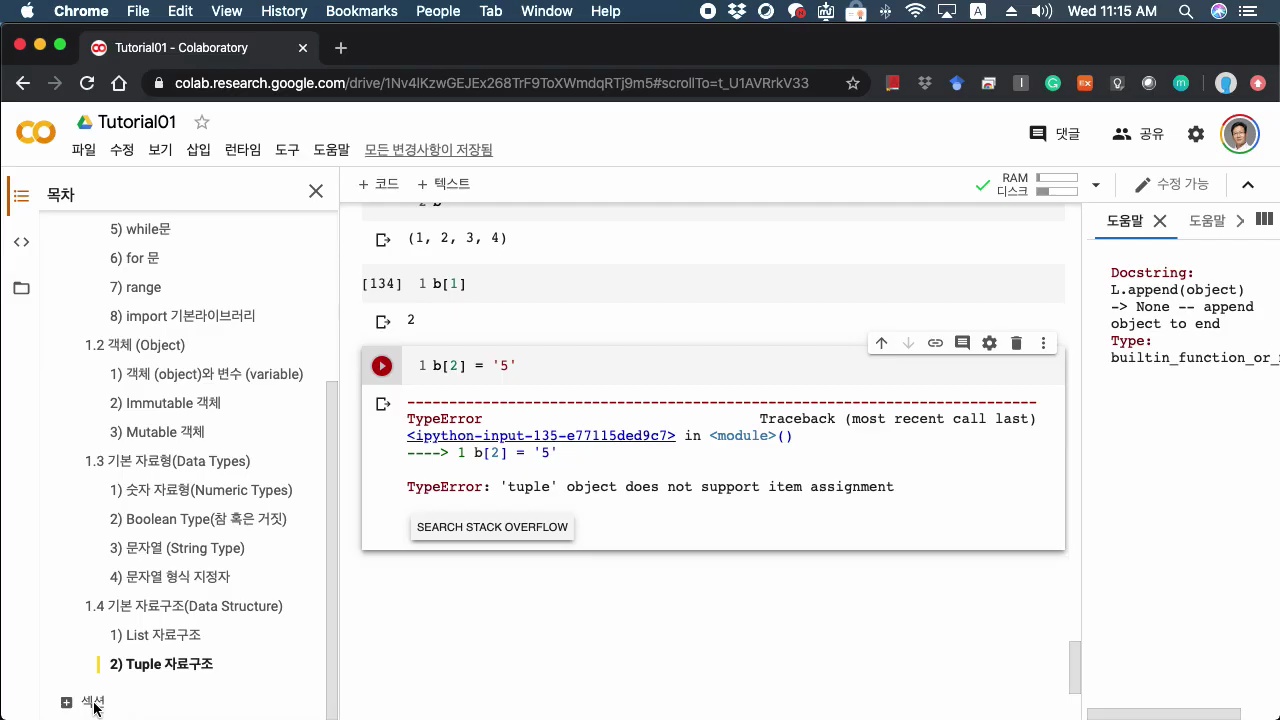 Chrome File Edit View History Bookmarks People Tab Window Help A Wed 11:15 AM
Tutorial01 - Colaboratory
colab.research.google.com/drive/1Nv4lKzwGEJEx268TrF9ToXWmdqRTj9m5#scrollTo=t_U1AVRrkV33
Tutorial01
댓글 공유
파일 수정 보기 삽입 런타임 도구 도움말 모든 변경사항이 저장됨
목차
+ 코드 + 텍스트
RAM
디스크
수정 가능
5) while문
6) for 문
7) range
8) import 기본라이브러리
1.2 객체 (Object)
1) 객체 (object)와 변수 (variable)
2) Immutable 객체
3) Mutable 객체
1.3 기본 자료형(Data Types)
1) 숫자 자료형(Numeric Types)
2) Boolean Type(참 혹은 거짓)
3) 문자열 (String Type)
4) 문자열 형식 지정자
1.4 기본 자료구조(Data Structure)
1) List 자료구조
2) Tuple 자료구조
섹션
2 b
(1, 2, 3, 4)
[134] 1 b[1]
2
1 b[2] = '5'
TypeError Traceback (most recent call last)
<ipython-input-135-e77115ded9c7> in <module>()
----> 1 b[2] = '5'
TypeError: 'tuple' object does not support item assignment
SEARCH STACK OVERFLOW
도움말 도움말
Docstring:
L.append(object)
-> None -- append
object to end
Type:
builtin_function_or_